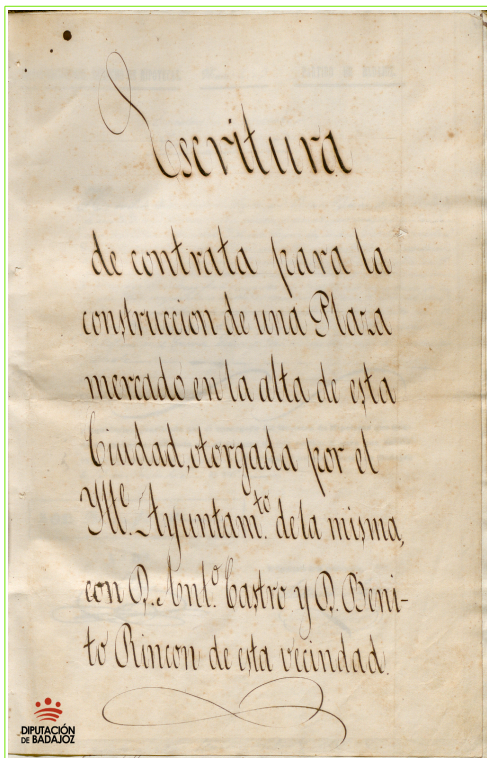 Escritura
de contrata para la
construccion de una Plaza
mercado en la alta de esta
Ciudad, otorgada por el
Yll.e Ayuntam.to de la misma,
con D. Ant.o Castro y D. Beni-
to Rincon de esta vecindad.
DIPUTACIÓN
DE BADAJOZ